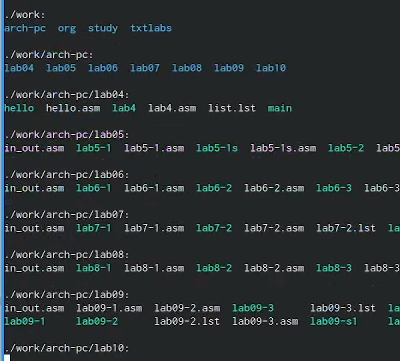 ./work:
arch-pc  org  study  txtlabs
./work/arch-pc:
lab04  lab05  lab06  lab07  lab08  lab09  lab10
./work/arch-pc/lab04:
hello  hello.asm  lab4  lab4.asm  list.lst  main
./work/arch-pc/lab05:
in_out.asm  lab5-1  lab5-1.asm  lab5-1s  lab5-1s.asm  lab5-2  lab5
./work/arch-pc/lab06:
in_out.asm  lab6-1  lab6-1.asm  lab6-2  lab6-2.asm  lab6-3  lab6-3
./work/arch-pc/lab07:
in_out.asm  lab7-1  lab7-1.asm  lab7-2  lab7-2.asm  lab7-2.lst  la
./work/arch-pc/lab08:
in_out.asm  lab8-1  lab8-1.asm  lab8-2  lab8-2.asm  lab8-3  lab8-3
./work/arch-pc/lab09:
in_out.asm  lab09-1.asm  lab09-2.asm  lab09-3  lab09-3.lst  la
lab09-1  lab09-2  lab09-2.lst  lab09-3.asm  lab09-s1  la
./work/arch-pc/lab10: